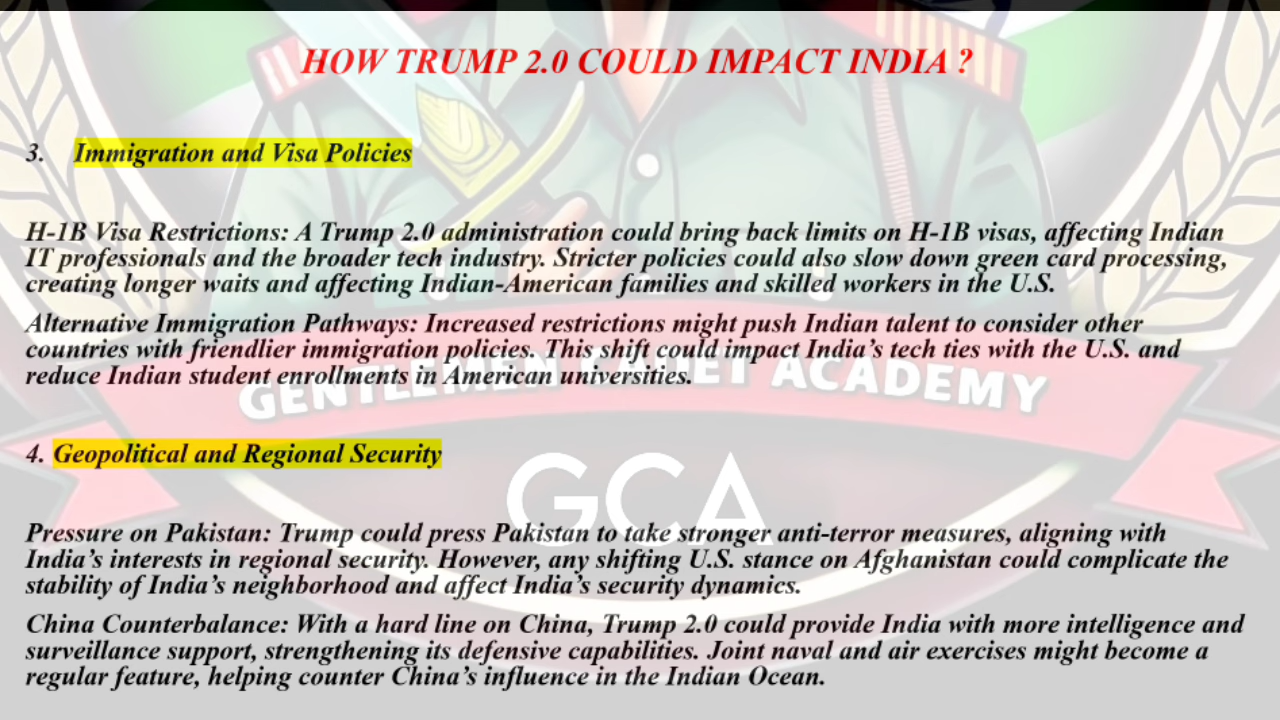 HOW TRUMP 2.0 COULD IMPACT INDIA ?
3. Immigration and Visa Policies
H-1B Visa Restrictions: A Trump 2.0 administration could bring back limits on H-1B visas, affecting Indian
IT professionals and the broader tech industry. Stricter policies could also slow down green card processing,
creating longer waits and affecting Indian-American families and skilled workers in the U.S.
Alternative Immigration Pathways: Increased restrictions might push Indian talent to consider other
countries with friendlier immigration policies. This shift could impact India’s tech ties with the U.S. and
reduce Indian student enrollments in American universities.
GENTLEMEN CADET ACADEMY
4. Geopolitical and Regional Security
GCA
Pressure on Pakistan: Trump could press Pakistan to take stronger anti-terror measures, aligning with
India’s interests in regional security. However, any shifting U.S. stance on Afghanistan could complicate the
stability of India’s neighborhood and affect India’s security dynamics.
China Counterbalance: With a hard line on China, Trump 2.0 could provide India with more intelligence and
surveillance support, strengthening its defensive capabilities. Joint naval and air exercises might become a
regular feature, helping counter China’s influence in the Indian Ocean.